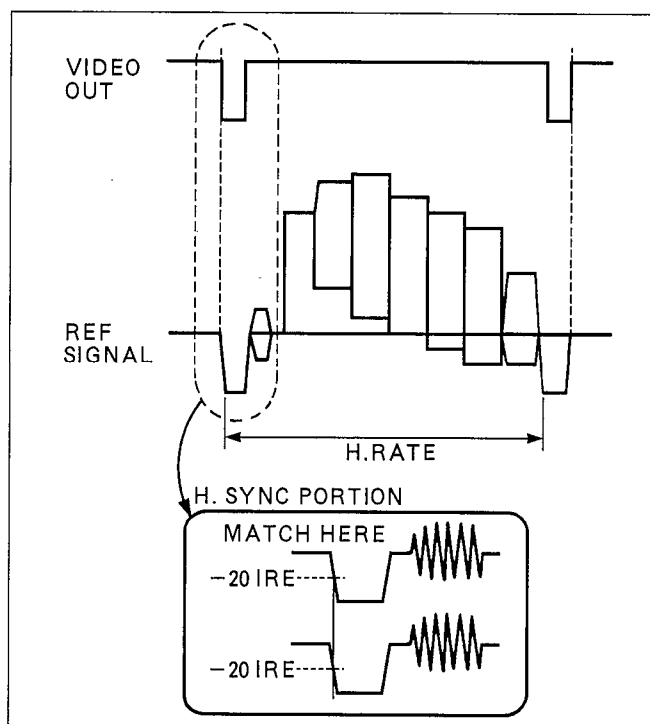 VIDEO
OUT
REF
SIGNAL
H.RATE
H. SYNC PORTION
MATCH HERE
−20 IRE
−20 IRE